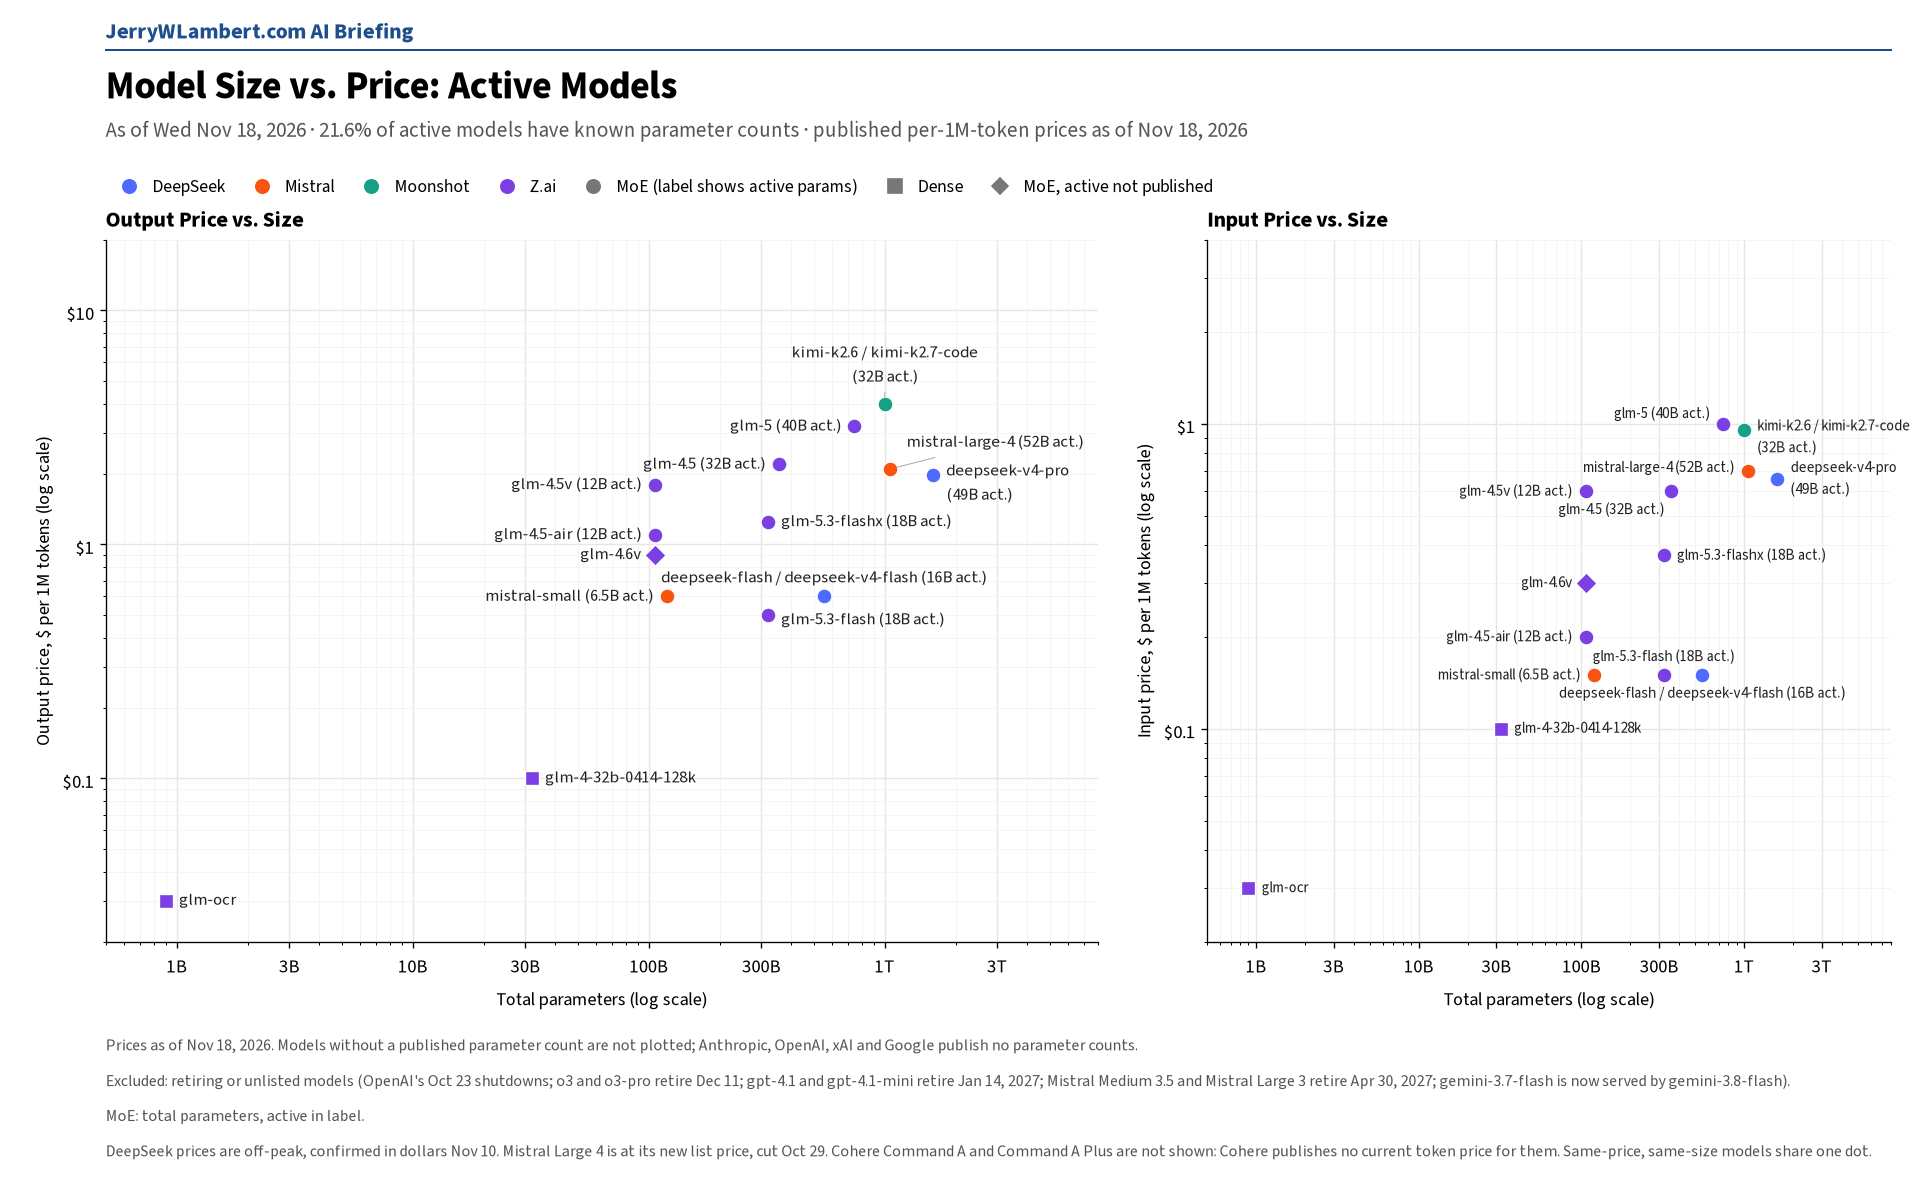 JerryWLambert.com AI Briefing
Model Size vs. Price: Active Models
As of Wed Nov 18, 2026 · 21.6% of active models have known parameter counts · published per-1M-token prices as of Nov 18, 2026
DeepSeek
Mistral
Moonshot
Z.ai
MoE (label shows active params)
Dense
MoE, active not published
Output Price vs. Size
Output price, $ per 1M tokens (log scale)
$10
$1
$0.1
kimi-k2.6 / kimi-k2.7-code
(32B act.)
glm-5 (40B act.)
mistral-large-4 (52B act.)
glm-4.5 (32B act.)
deepseek-v4-pro
(49B act.)
glm-4.5v (12B act.)
glm-5.3-flashx (18B act.)
glm-4.5-air (12B act.)
glm-4.6v
deepseek-flash / deepseek-v4-flash (16B act.)
mistral-small (6.5B act.)
glm-5.3-flash (18B act.)
glm-4-32b-0414-128k
glm-ocr
1B
3B
10B
30B
100B
300B
1T
3T
Total parameters (log scale)
Input Price vs. Size
Input price, $ per 1M tokens (log scale)
$1
$0.1
glm-5 (40B act.)
kimi-k2.6 / kimi-k2.7-code
(32B act.)
mistral-large-4 (52B act.)
deepseek-v4-pro
(49B act.)
glm-4.5v (12B act.)
glm-4.5 (32B act.)
glm-5.3-flashx (18B act.)
glm-4.6v
glm-4.5-air (12B act.)
glm-5.3-flash (18B act.)
mistral-small (6.5B act.)
deepseek-flash / deepseek-v4-flash (16B act.)
glm-4-32b-0414-128k
glm-ocr
1B
3B
10B
30B
100B
300B
1T
3T
Total parameters (log scale)
Prices as of Nov 18, 2026. Models without a published parameter count are not plotted; Anthropic, OpenAI, xAI and Google publish no parameter counts.
Excluded: retiring or unlisted models (OpenAI's Oct 23 shutdowns; o3 and o3-pro retire Dec 11; gpt-4.1 and gpt-4.1-mini retire Jan 14, 2027; Mistral Medium 3.5 and Mistral Large 3 retire Apr 30, 2027; gemini-3.7-flash is now served by gemini-3.8-flash).
MoE: total parameters, active in label.
DeepSeek prices are off-peak, confirmed in dollars Nov 10. Mistral Large 4 is at its new list price, cut Oct 29. Cohere Command A and Command A Plus are not shown: Cohere publishes no current token price for them. Same-price, same-size models share one dot.